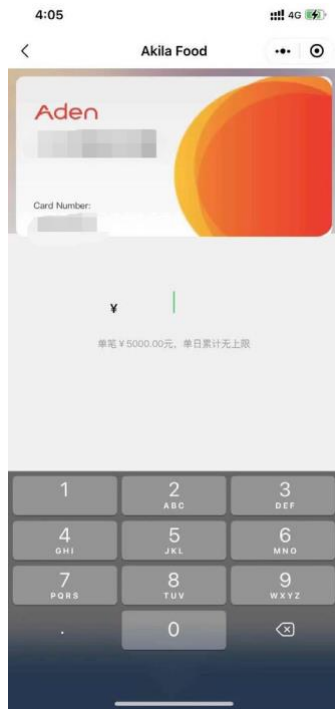 4:05
4G
Akila Food
Aden
Card Number:
¥
单笔¥5000.00元、单日累计无上限
1
2
ABC
3
DEF
4
GHI
5
JKL
6
MNO
7
PQRS
8
TUV
9
WXYZ
.
0